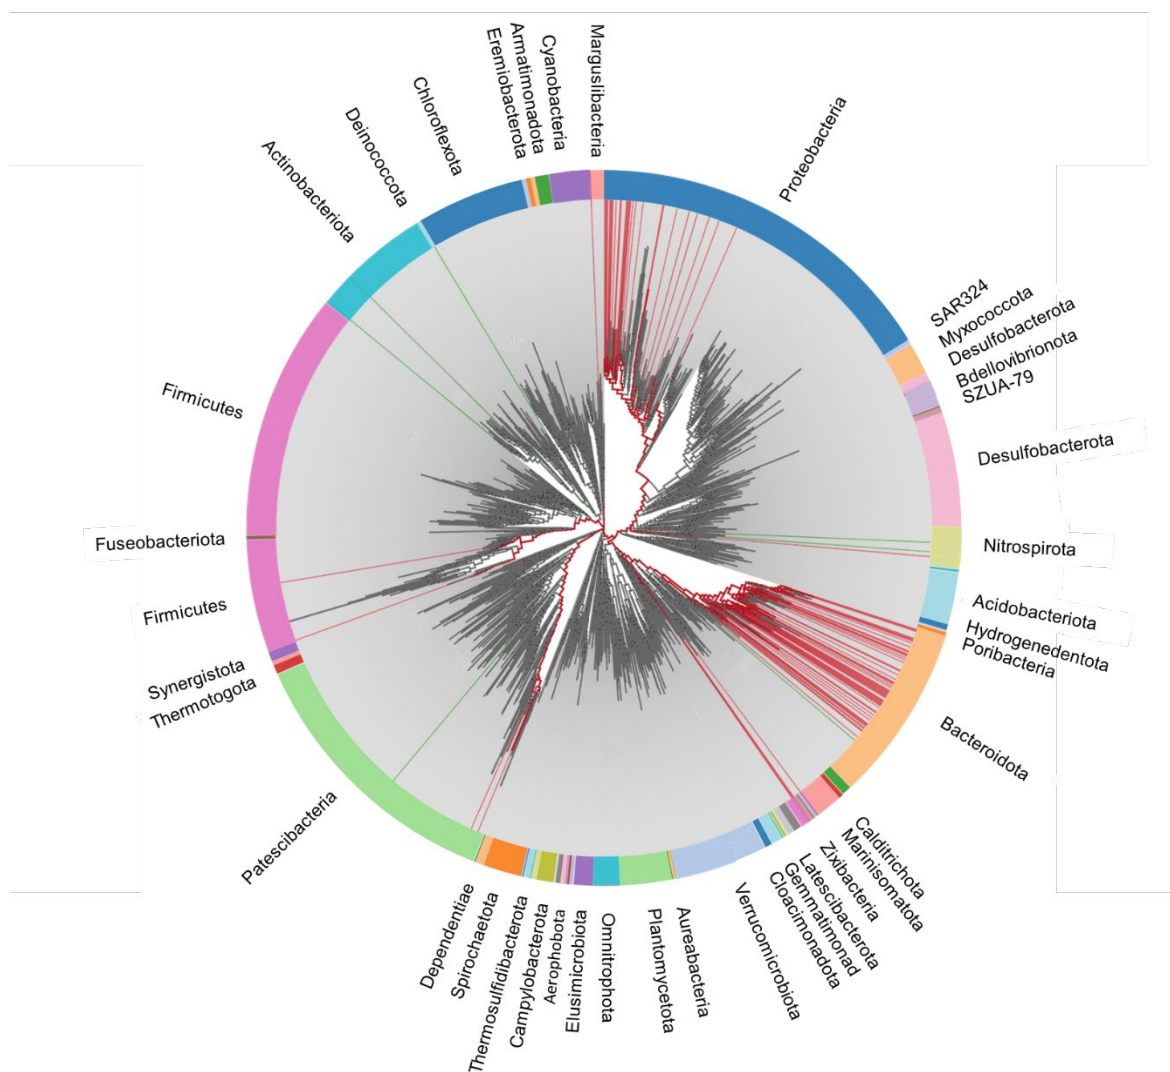 Marguslibacteria
Proteobacteria
SAR324
Myxococcota
Desulfobacterota
Bdellovibrionota
SZUA-79
Desulfobacterota
Nitrospirota
Acidobacteriota
Hydrogenedentota
Poribacteria
Bacteroidota
Calditrichota
Marinisomatota
Zixibacteria
Latescibacterota
Gemmatimonad
Cloacimonadota
Verrucomicrobiota
Aureabacteria
Plantomycetota
Omnitrophota
Elusimicrobiota
Aerophobota
Campylobacterota
Thermosulfidibacterota
Spirochaetota
Dependentiae
Patescibacteria
Thermotogota
Synergistota
Firmicutes
Fuseobacteriota
Firmicutes
Actinobacteriota
Deinococcota
Chloroflexota
Eremiobacterota
Armatimonadota
Cyanobacteria